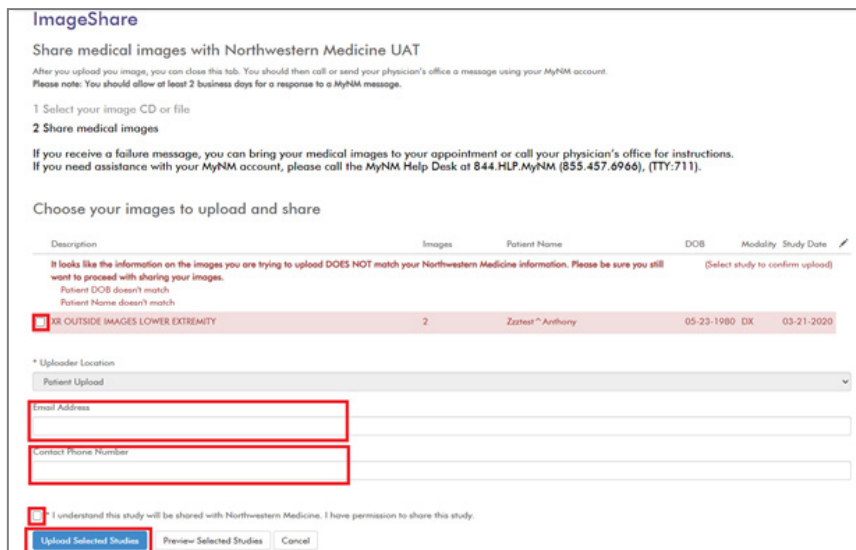 ImageShare
Share medical images with Northwestern Medicine UAT
After you upload you image, you can close this tab. You should then call or send your physician's office a message using your MyNM account.
Please note: You should allow at least 2 business days for a response to a MyNM message.
1 Select your image CD or file
2 Share medical images
If you receive a failure message, you can bring your medical images to your appointment or call your physician's office for instructions.
If you need assistance with your MyNM account, please call the MyNM Help Desk at 844.HLP.MyNM (855.457.6966), (TTY:711).
Choose your images to upload and share
Description Images Patient Name DOB Modality Study Date
It looks like the information on the images you are trying to upload DOES NOT match your Northwestern Medicine information. Please be sure you still (Select study to confirm upload)
want to proceed with sharing your images.
Patient DOB doesn't match
Patient Name doesn't match
XR OUTSIDE IMAGES LOWER EXTREMITY 2 Zzztest^Anthony 05-23-1980 DX 03-21-2020
* Uploader Location
Patient Upload
Email Address
Contact Phone Number
* I understand this study will be shared with Northwestern Medicine. I have permission to share this study.
Upload Selected Studies Preview Selected Studies Cancel